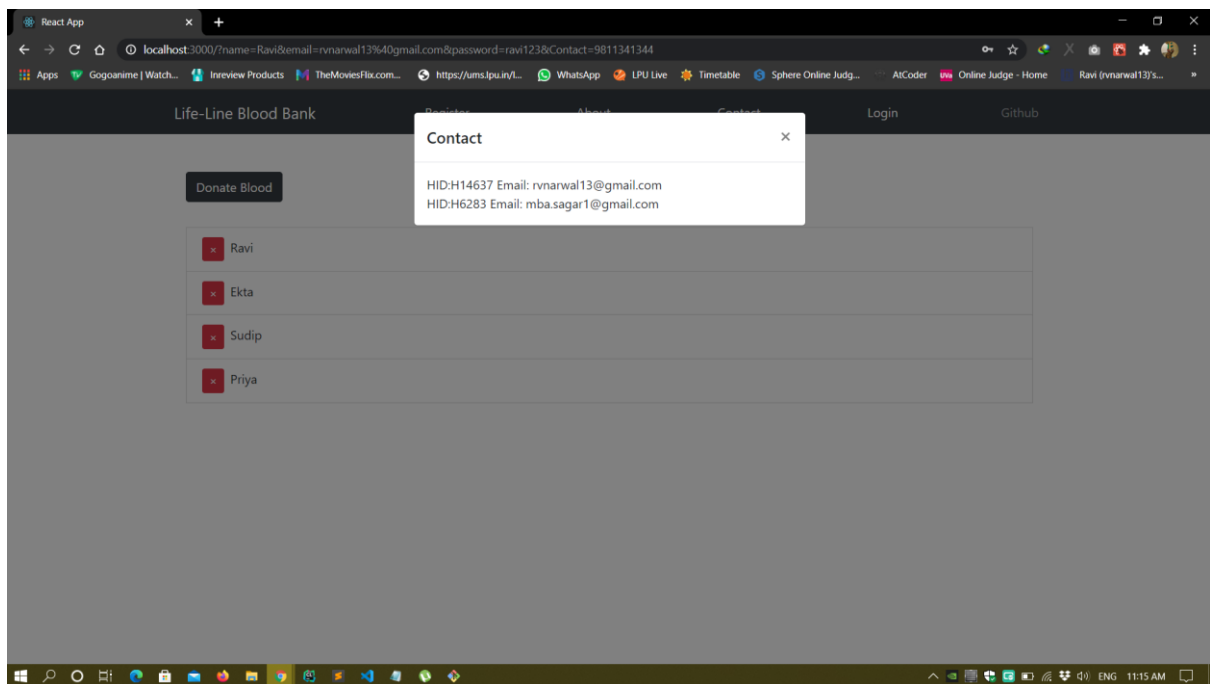 React App
localhost:3000/?name=Ravi&email=rvnarwal13%40gmail.com&password=ravi123&Contact=9811341344
Apps Gogoanime | Watch... Inreview Products TheMoviesFlix.com... https://ums.lpu.in/l... WhatsApp LPU Live Timetable Sphere Online Judg... AtCoder Online Judge - Home Ravi (rvnarwal13)'s... »
Life-Line Blood Bank Register About Contact Login Github
Contact ×
HID:H14637 Email: rvnarwal13@gmail.com
HID:H6283 Email: mba.sagar1@gmail.com
Donate Blood
× Ravi
× Ekta
× Sudip
× Priya
ENG 11:15 AM